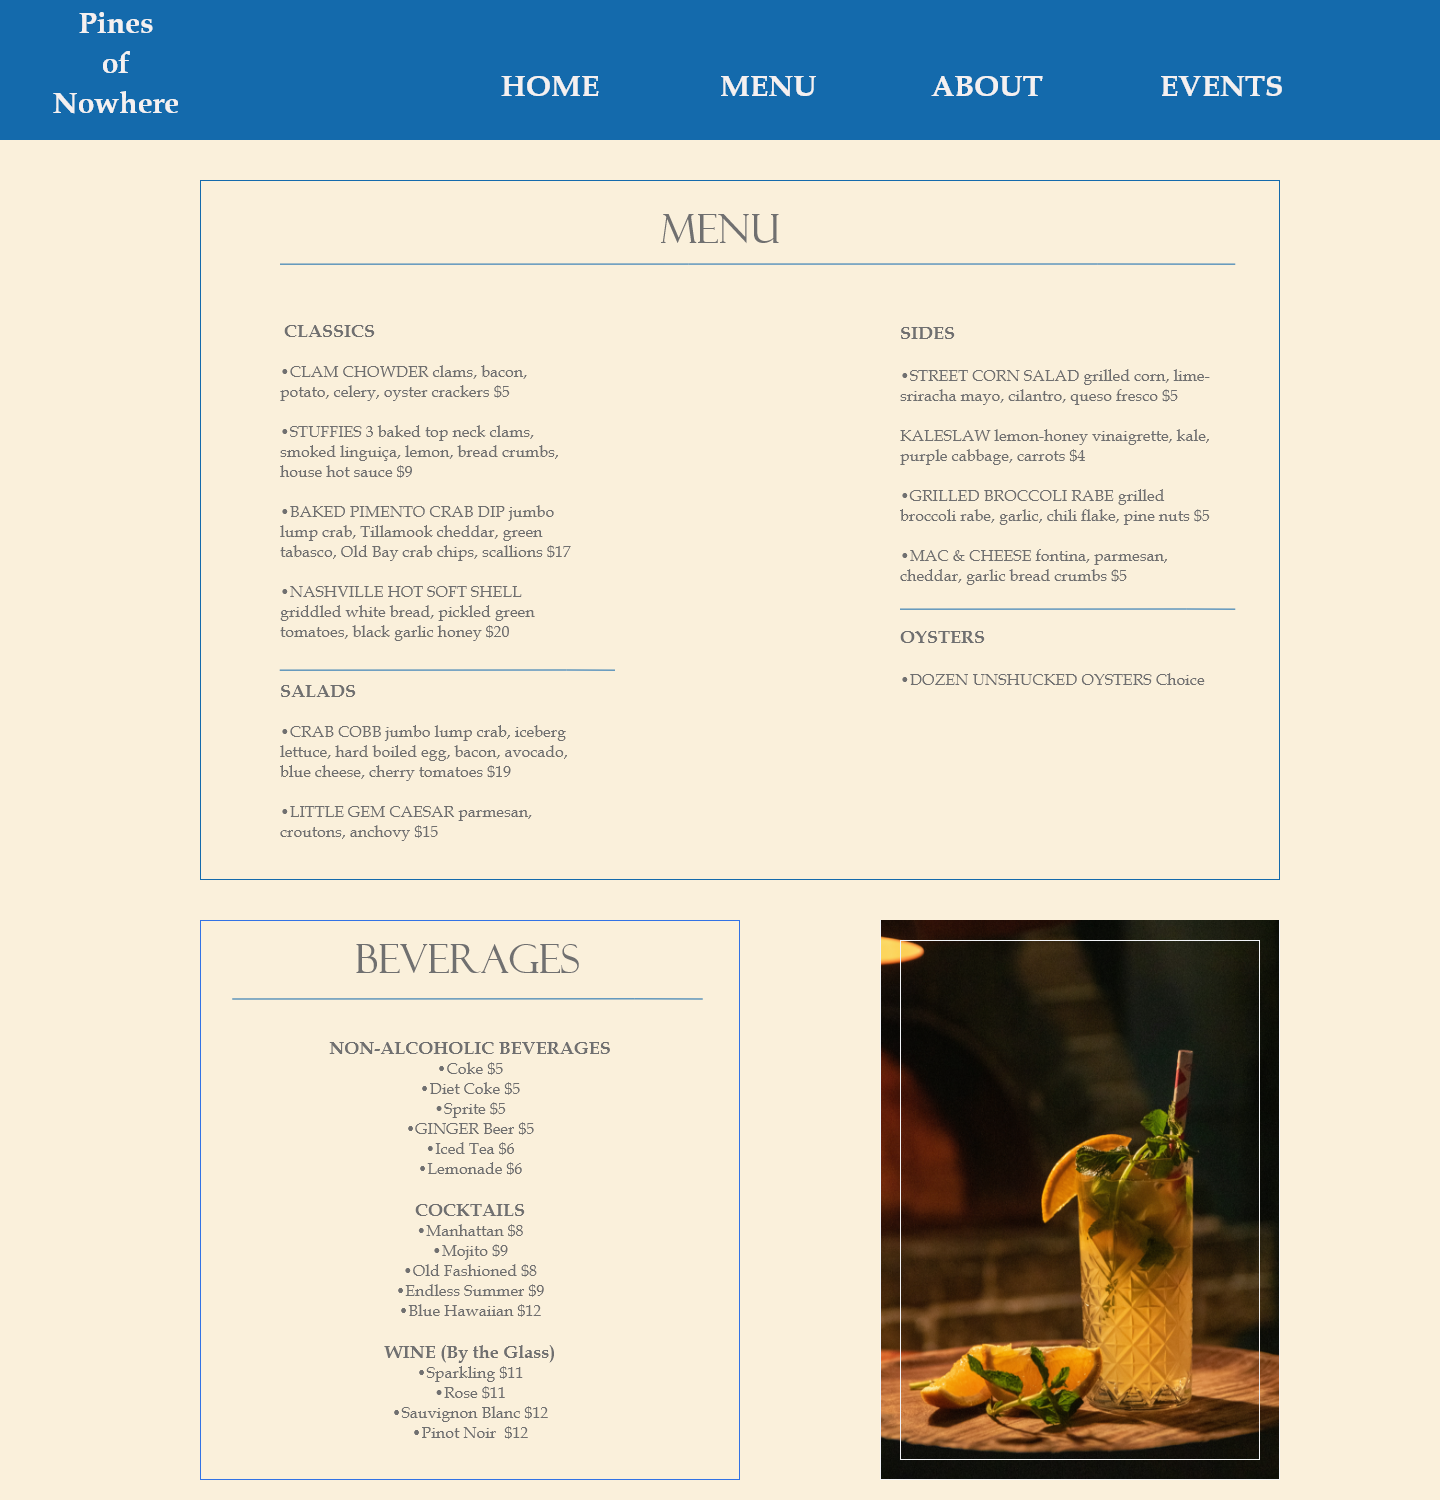 Pines
of
Nowhere
HOME
MENU
ABOUT
EVENTS
MENU
CLASSICS
•CLAM CHOWDER clams, bacon,
potato, celery, oyster crackers $5
•STUFFIES 3 baked top neck clams,
smoked linguiça, lemon, bread crumbs,
house hot sauce $9
•BAKED PIMENTO CRAB DIP jumbo
lump crab, Tillamook cheddar, green
tabasco, Old Bay crab chips, scallions $17
•NASHVILLE HOT SOFT SHELL
griddled white bread, pickled green
tomatoes, black garlic honey $20
SALADS
•CRAB COBB jumbo lump crab, iceberg
lettuce, hard boiled egg, bacon, avocado,
blue cheese, cherry tomatoes $19
•LITTLE GEM CAESAR parmesan,
croutons, anchovy $15
SIDES
•STREET CORN SALAD grilled corn, lime-
sriracha mayo, cilantro, queso fresco $5
KALESLAW lemon-honey vinaigrette, kale,
purple cabbage, carrots $4
•GRILLED BROCCOLI RABE grilled
broccoli rabe, garlic, chili flake, pine nuts $5
•MAC & CHEESE fontina, parmesan,
cheddar, garlic bread crumbs $5
OYSTERS
•DOZEN UNSHUCKED OYSTERS Choice
BEVERAGES
NON-ALCOHOLIC BEVERAGES
•Coke $5
•Diet Coke $5
•Sprite $5
•GINGER Beer $5
•Iced Tea $6
•Lemonade $6
COCKTAILS
•Manhattan $8
•Mojito $9
•Old Fashioned $8
•Endless Summer $9
•Blue Hawaiian $12
WINE (By the Glass)
•Sparkling $11
•Rose $11
•Sauvignon Blanc $12
•Pinot Noir  $12